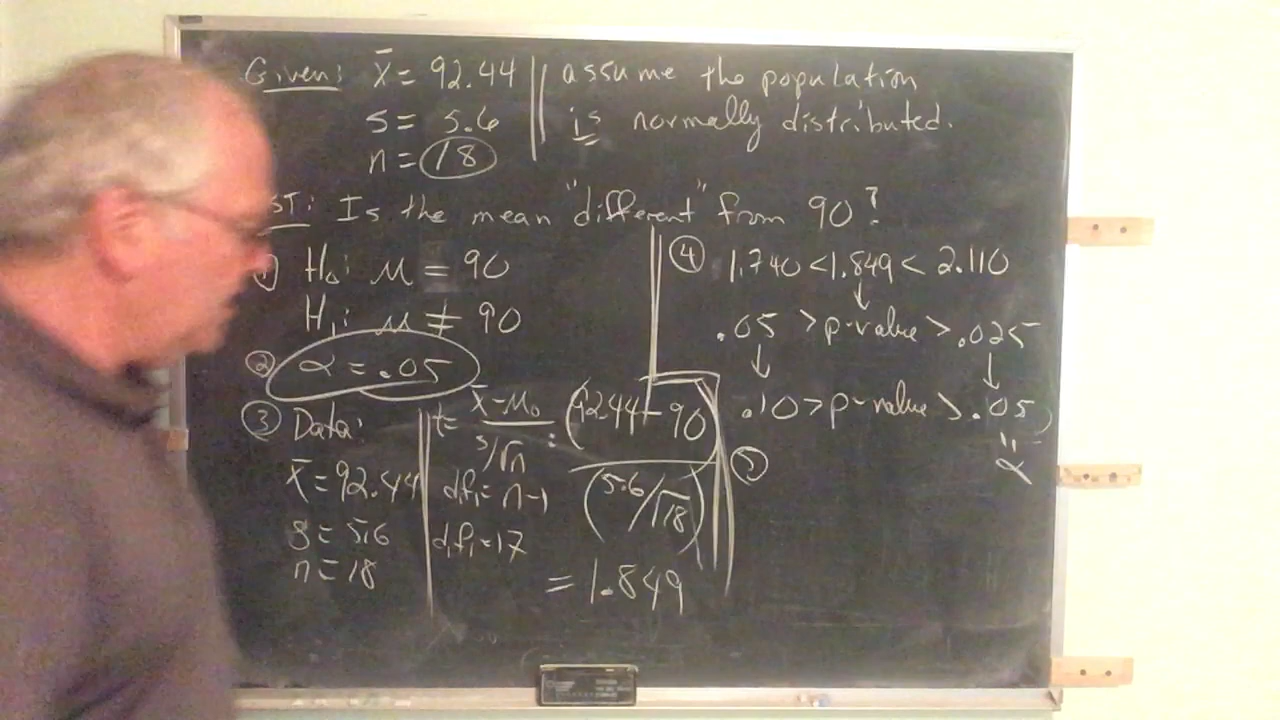 Given: x̄ = 92.44 assume the population
s = 5.6 is normally distributed.
n = 18
ST: Is the mean "different" from 90?
1) H₀: μ = 90
H₁: μ ≠ 90
② α = .05
③ Data:
x̄ = 92.44
s = 5.6
n = 18
t = x̄ - μ₀
s/√n
d.f. = n-1
d.f. = 17
= (92.44 - 90)
(5.6/√18)
= 1.849
④ 1.740 < 1.849 < 2.110
.05 > p-value > .025
.10 > p-value > .05
"
α
⑤